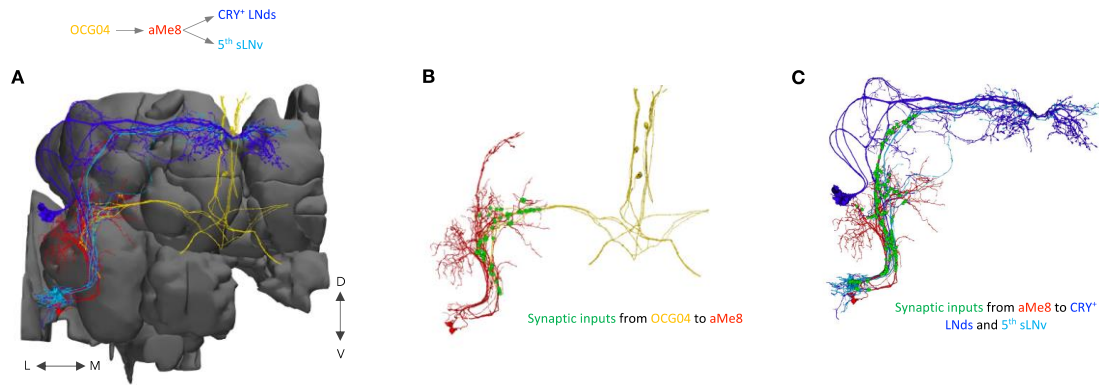 CRY⁺ LNds
OCG04 aMe8
5ᵗʰ sLNv
A
B
C
D
V
L M
Synaptic inputs from OCG04 to aMe8
Synaptic inputs from aMe8 to CRY⁺
LNds and 5ᵗʰ sLNv